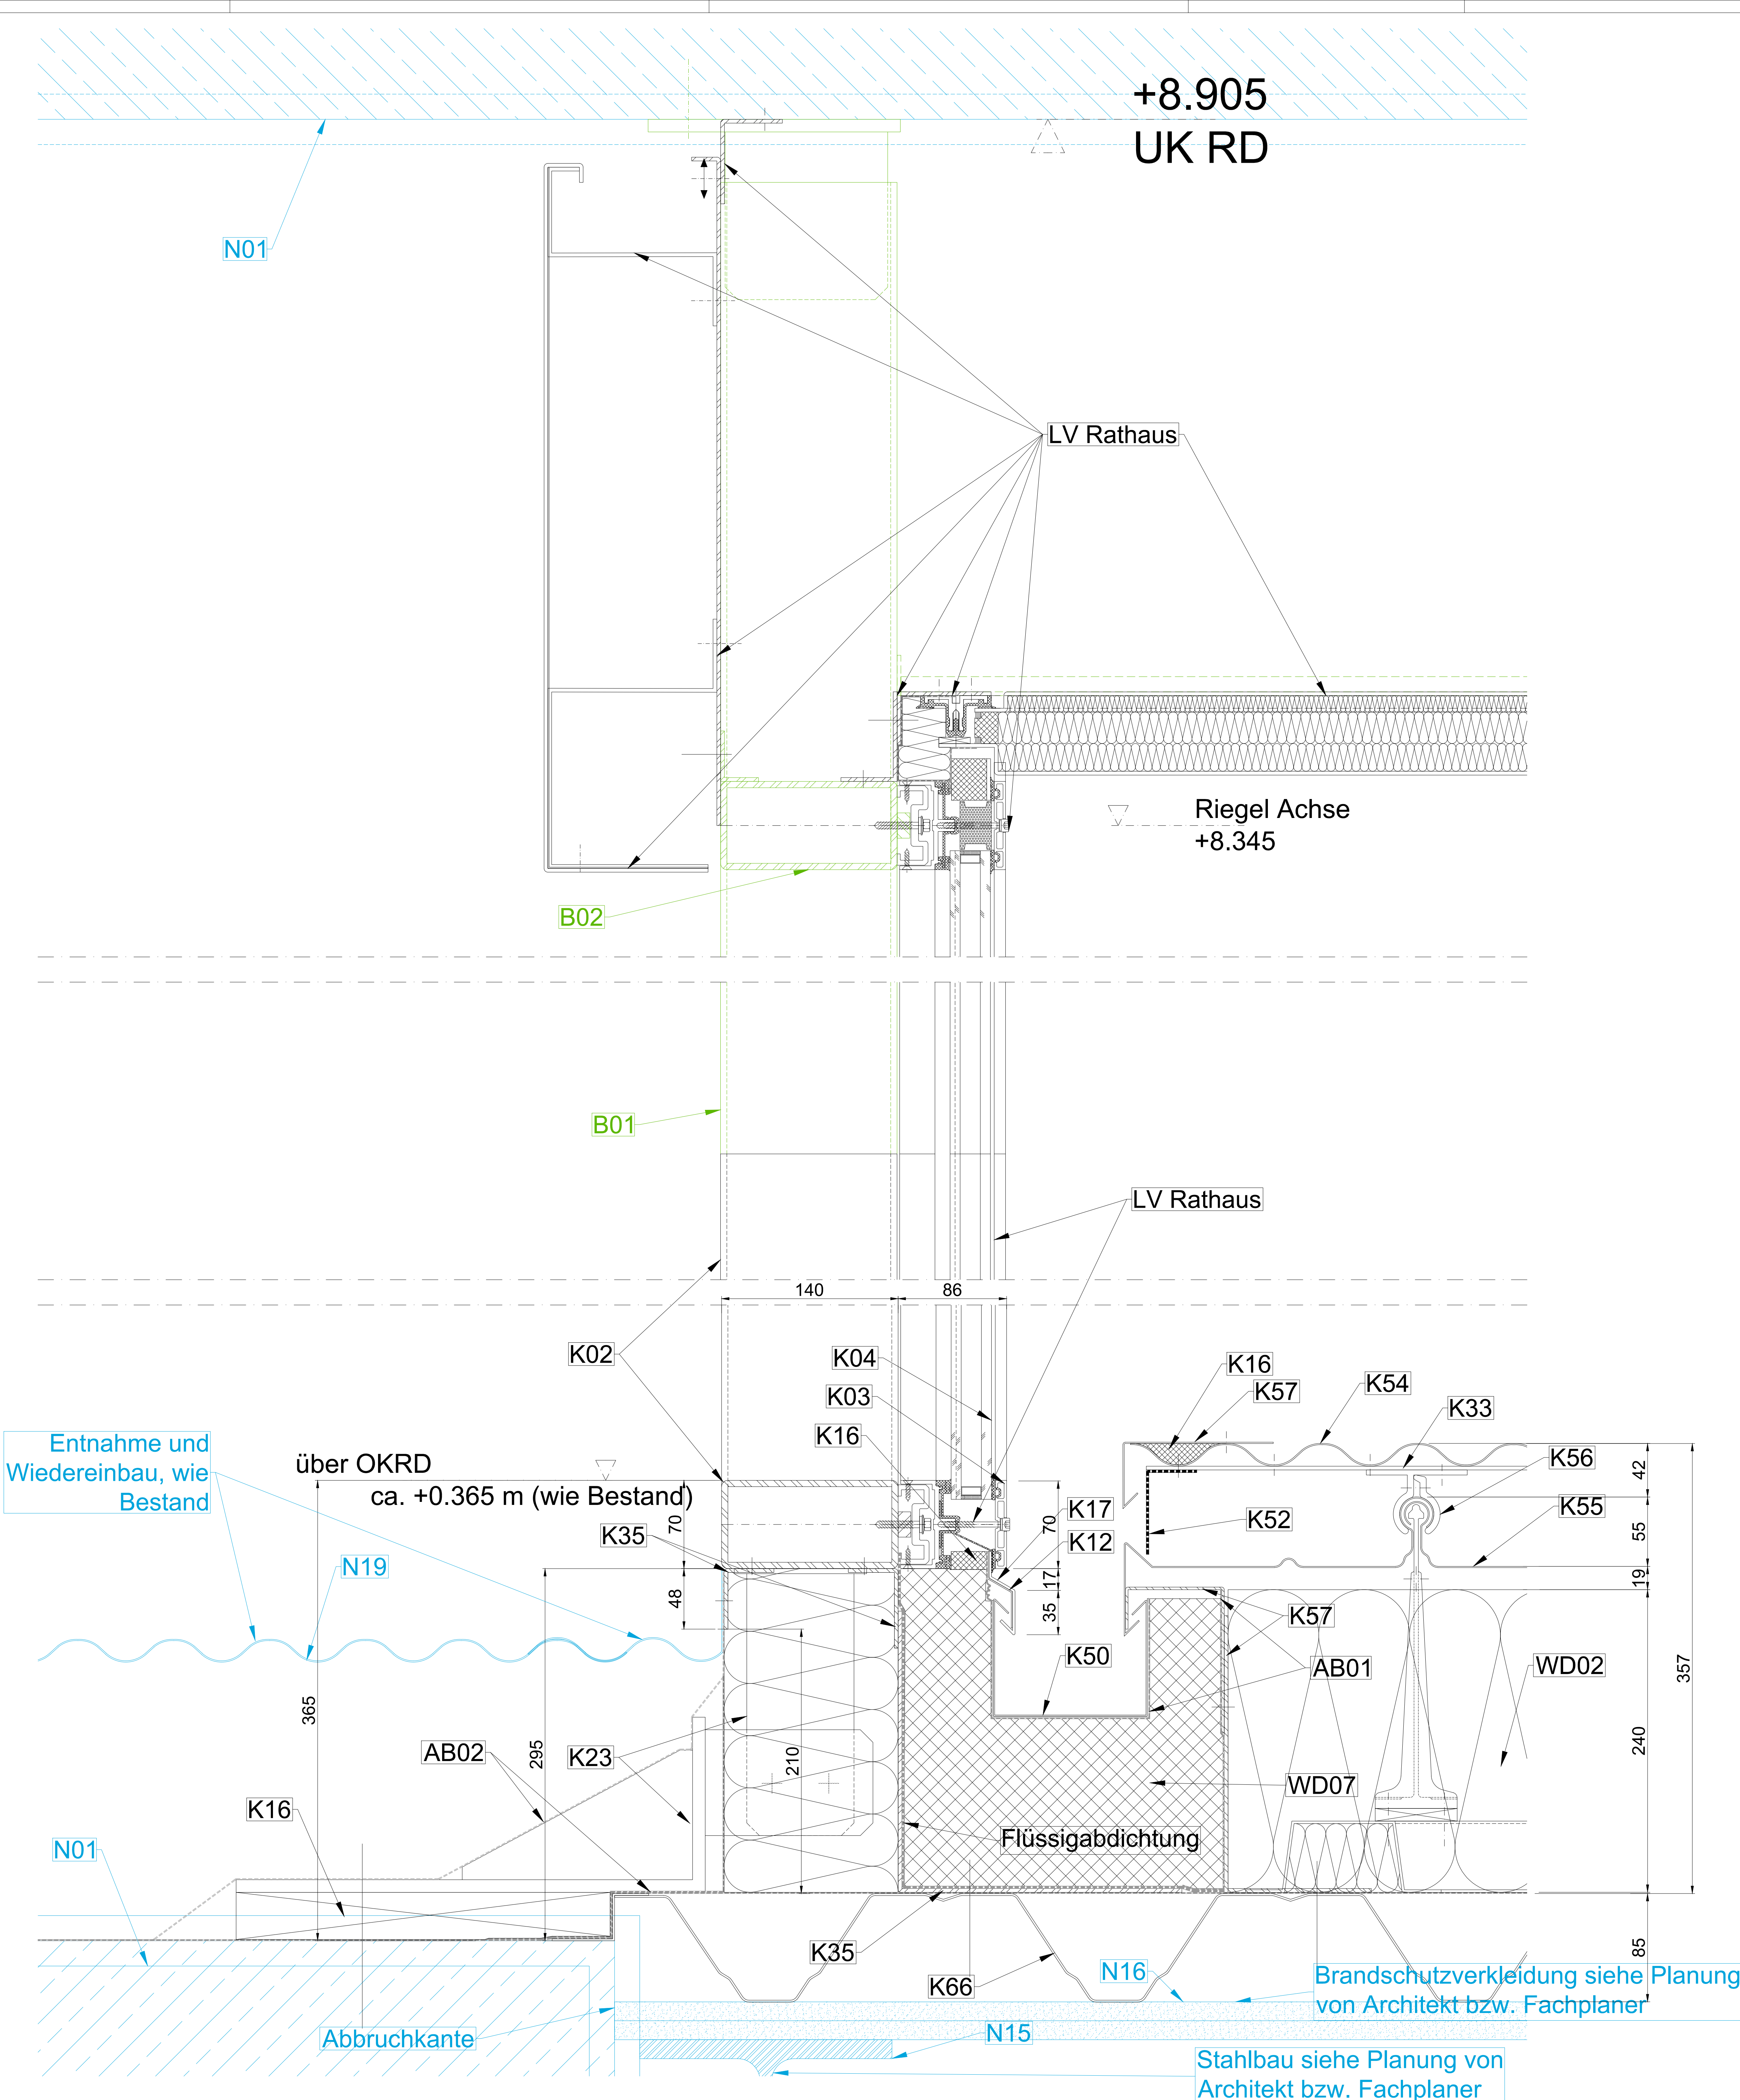 +8.905
UK RD
N01
LV Rathaus
Riegel Achse
+8.345
B02
B01
LV Rathaus
140
86
K02
K04
K03
K16
K16
K57
K54
K33
K56
K55
K52
Entnahme und
Wiedereinbau, wie
Bestand
über OKRD
ca. +0.365 m (wie Bestand)
K35
N19
K17
K12
70
48
70
17
35
42
55
19
240
357
K57
K50
AB01
WD02
365
295
210
AB02
K23
K16
WD07
Flüssigabdichtung
N01
K35
K66
85
N16
Brandschutzverkleidung siehe Planung
von Architekt bzw. Fachplaner
Abbruchkante
N15
Stahlbau siehe Planung von
Architekt bzw. Fachplaner